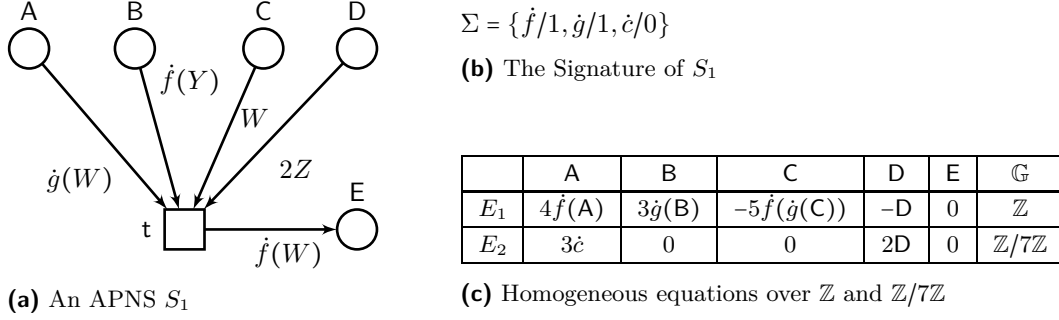 A B C D
Σ = {ḟ/1, ġ/1, ċ/0}
(b) The Signature of S₁
ḟ(Y)
W
ġ(W)
2Z
E
t
ḟ(W)
(a) An APNS S₁
A B C D E 𝔾
E₁ 4ḟ(A) 3ġ(B) −5ḟ(ġ(C)) −D 0 ℤ
E₂ 3ċ 0 0 2D 0 ℤ/7ℤ
(c) Homogeneous equations over ℤ and ℤ/7ℤ